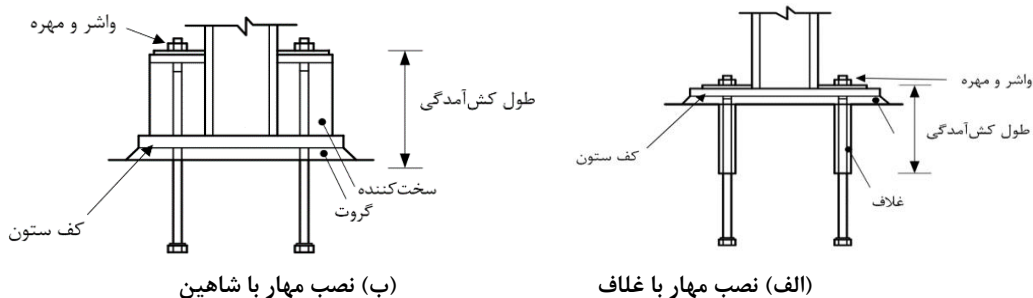 واشر و مهره
طول کش‌آمدگی
کف ستون
غلاف
(الف) نصب مهار با غلاف
واشر و مهره
طول کش‌آمدگی
سخت‌کننده
گروت
کف ستون
(ب) نصب مهار با شاهین